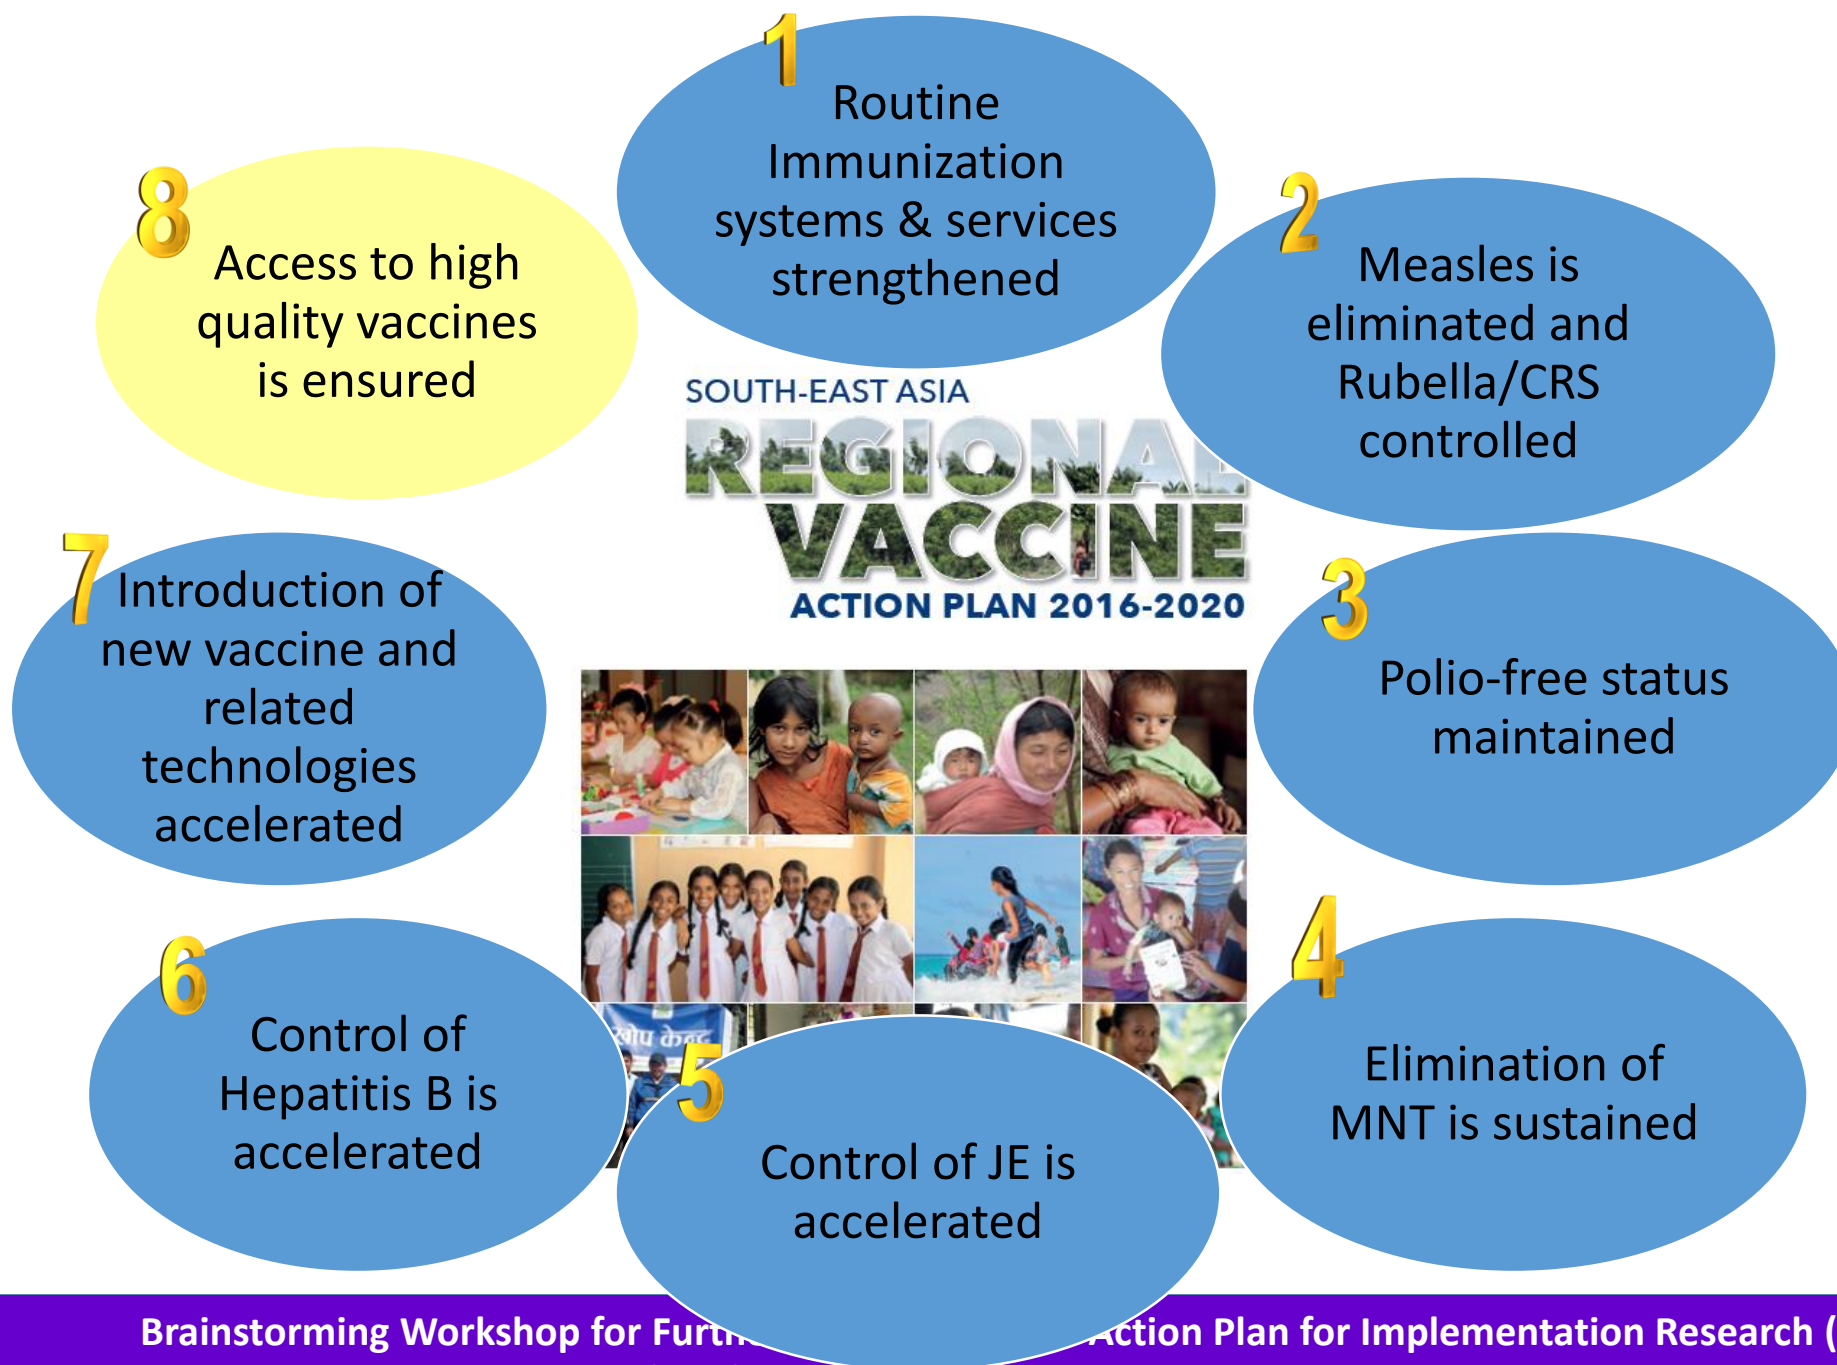 1
Routine
Immunization
systems & services
strengthened
2
Measles is
eliminated and
Rubella/CRS
controlled
3
Polio-free status
maintained
4
Elimination of
MNT is sustained
5
Control of JE is
accelerated
6
Control of
Hepatitis B is
accelerated
7
Introduction of
new vaccine and
related
technologies
accelerated
8
Access to high
quality vaccines
is ensured
SOUTH-EAST ASIA
REGIONAL
VACCINE
ACTION PLAN 2016-2020
खोप केन्द्र
Brainstorming Workshop for Action Plan for Implementation Research (